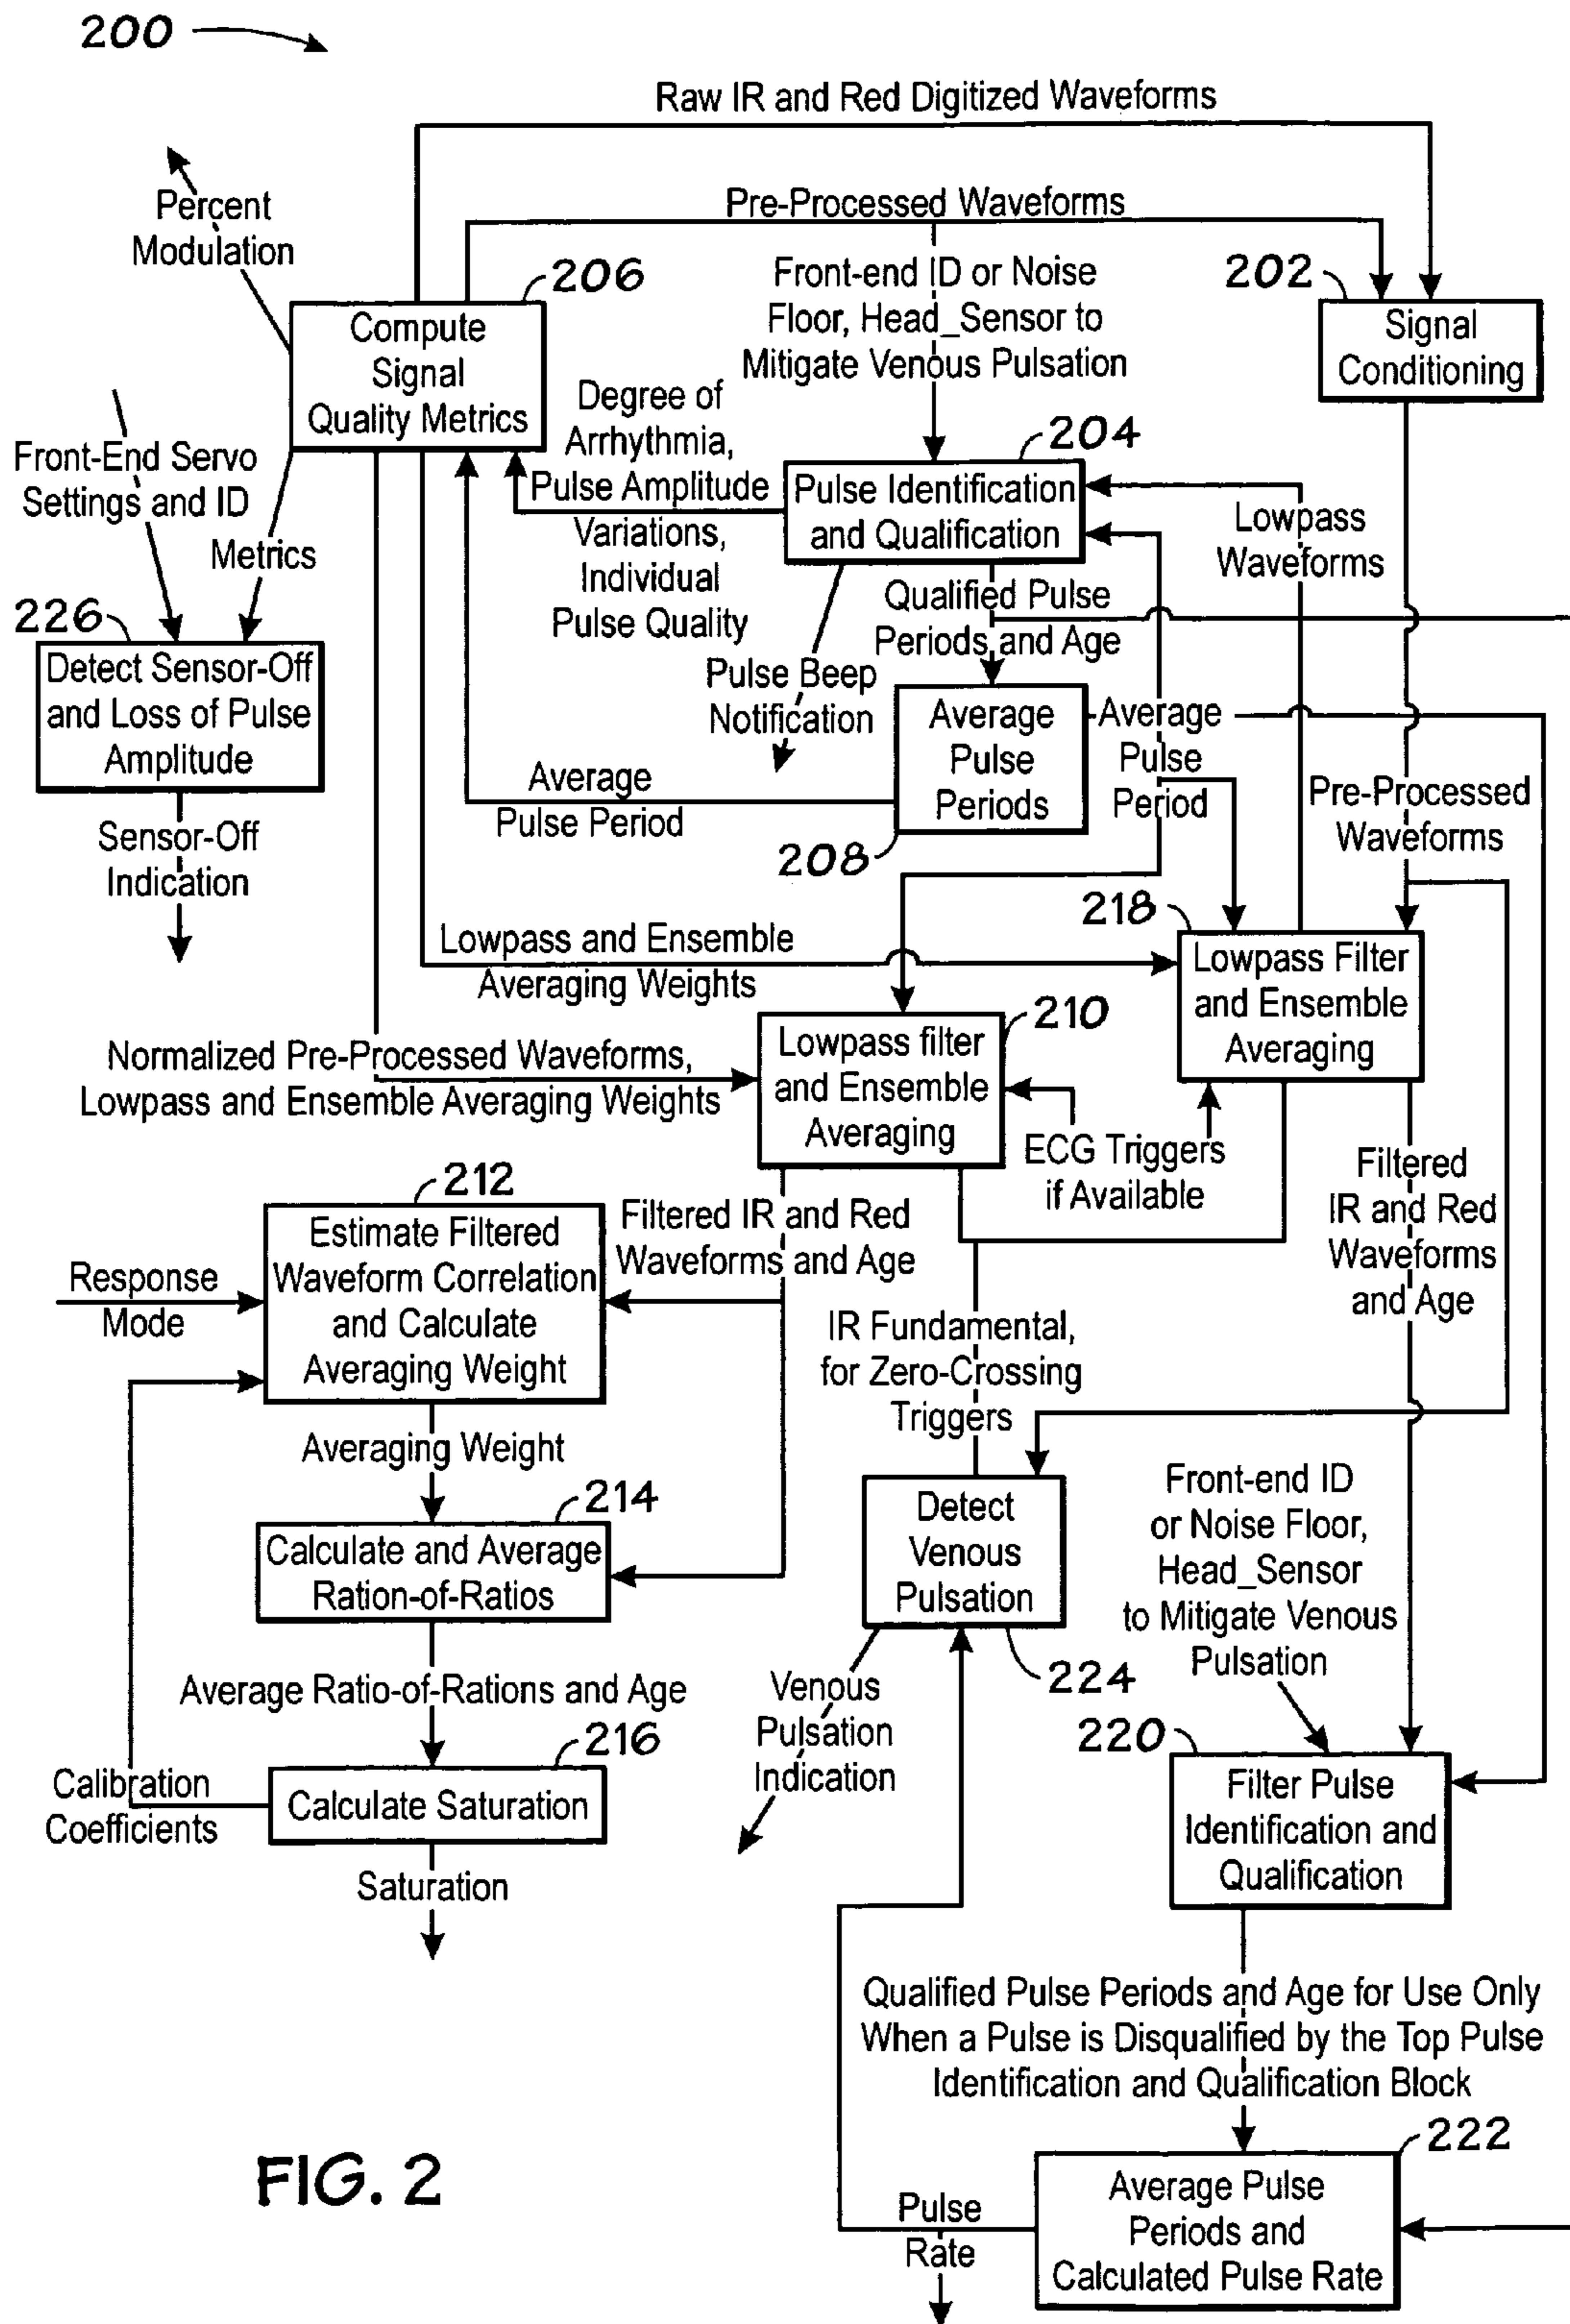 200
Raw IR and Red Digitized Waveforms
Percent
Modulation
Pre-Processed Waveforms
206
Compute
Signal
Quality Metrics
Front-end ID or Noise
Floor, Head_Sensor to
Mitigate Venous Pulsation
202
Signal
Conditioning
Degree of
Arrhythmia,
Pulse Amplitude
Variations,
Individual
Pulse Quality
204
Pulse Identification
and Qualification
Front-End Servo
Settings and ID
Metrics
Lowpass
Waveforms
226
Detect Sensor-Off
and Loss of Pulse
Amplitude
Qualified Pulse
Periods and Age
Pulse Beep
Notification
Average
Pulse
Periods
208
Average
Pulse
Period
Average
Pulse Period
Pre-Processed
Waveforms
Sensor-Off
Indication
218
Lowpass Filter
and Ensemble
Averaging
Lowpass and Ensemble
Averaging Weights
210
Lowpass filter
and Ensemble
Averaging
Normalized Pre-Processed Waveforms,
Lowpass and Ensemble Averaging Weights
ECG Triggers
if Available
212
Estimate Filtered
Waveform Correlation
and Calculate
Averaging Weight
Filtered IR and Red
Waveforms and Age
Filtered
IR and Red
Waveforms
and Age
Response
Mode
IR Fundamental,
for Zero-Crossing
Triggers
Averaging Weight
214
Calculate and Average
Ration-of-Ratios
Detect
Venous
Pulsation
224
Front-end ID
or Noise Floor,
Head_Sensor
to Mitigate Venous
Pulsation
Average Ratio-of-Rations and Age
Venous
Pulsation
Indication
216
Calculate Saturation
Calibration
Coefficients
220
Filter Pulse
Identification and
Qualification
Saturation
Qualified Pulse Periods and Age for Use Only
When a Pulse is Disqualified by the Top Pulse
Identification and Qualification Block
222
Average Pulse
Periods and
Calculated Pulse Rate
Pulse
Rate
FIG. 2